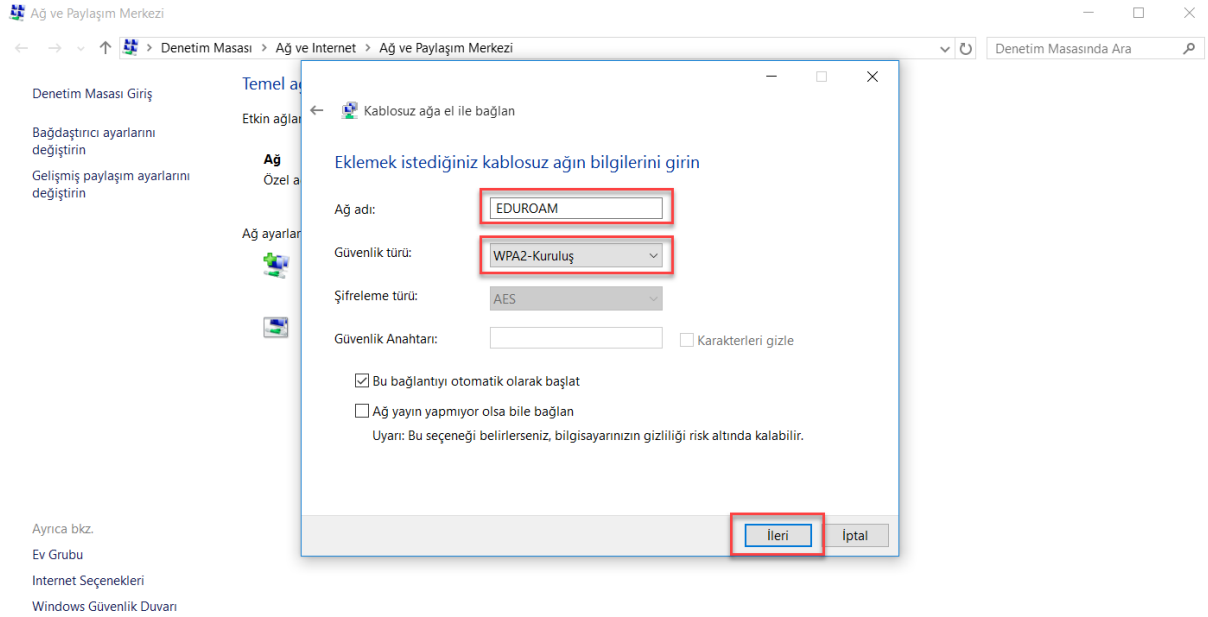 Ağ ve Paylaşım Merkezi
Denetim Masası > Ağ ve Internet > Ağ ve Paylaşım Merkezi
Denetim Masasında Ara
Denetim Masası Giriş
Bağdaştırıcı ayarlarını
değiştirin
Gelişmiş paylaşım ayarlarını
değiştirin
Temel a
Etkin ağlar
Ağ
Özel a
Ağ ayarlar
Kablosuz ağa el ile bağlan
Eklemek istediğiniz kablosuz ağın bilgilerini girin
Ağ adı: EDUROAM
Güvenlik türü: WPA2-Kuruluş
Şifreleme türü: AES
Güvenlik Anahtarı: Karakterleri gizle
Bu bağlantıyı otomatik olarak başlat
Ağ yayın yapmıyor olsa bile bağlan
Uyarı: Bu seçeneği belirlerseniz, bilgisayarınızın gizliliği risk altında kalabilir.
İleri İptal
Ayrıca bkz.
Ev Grubu
Internet Seçenekleri
Windows Güvenlik Duvarı